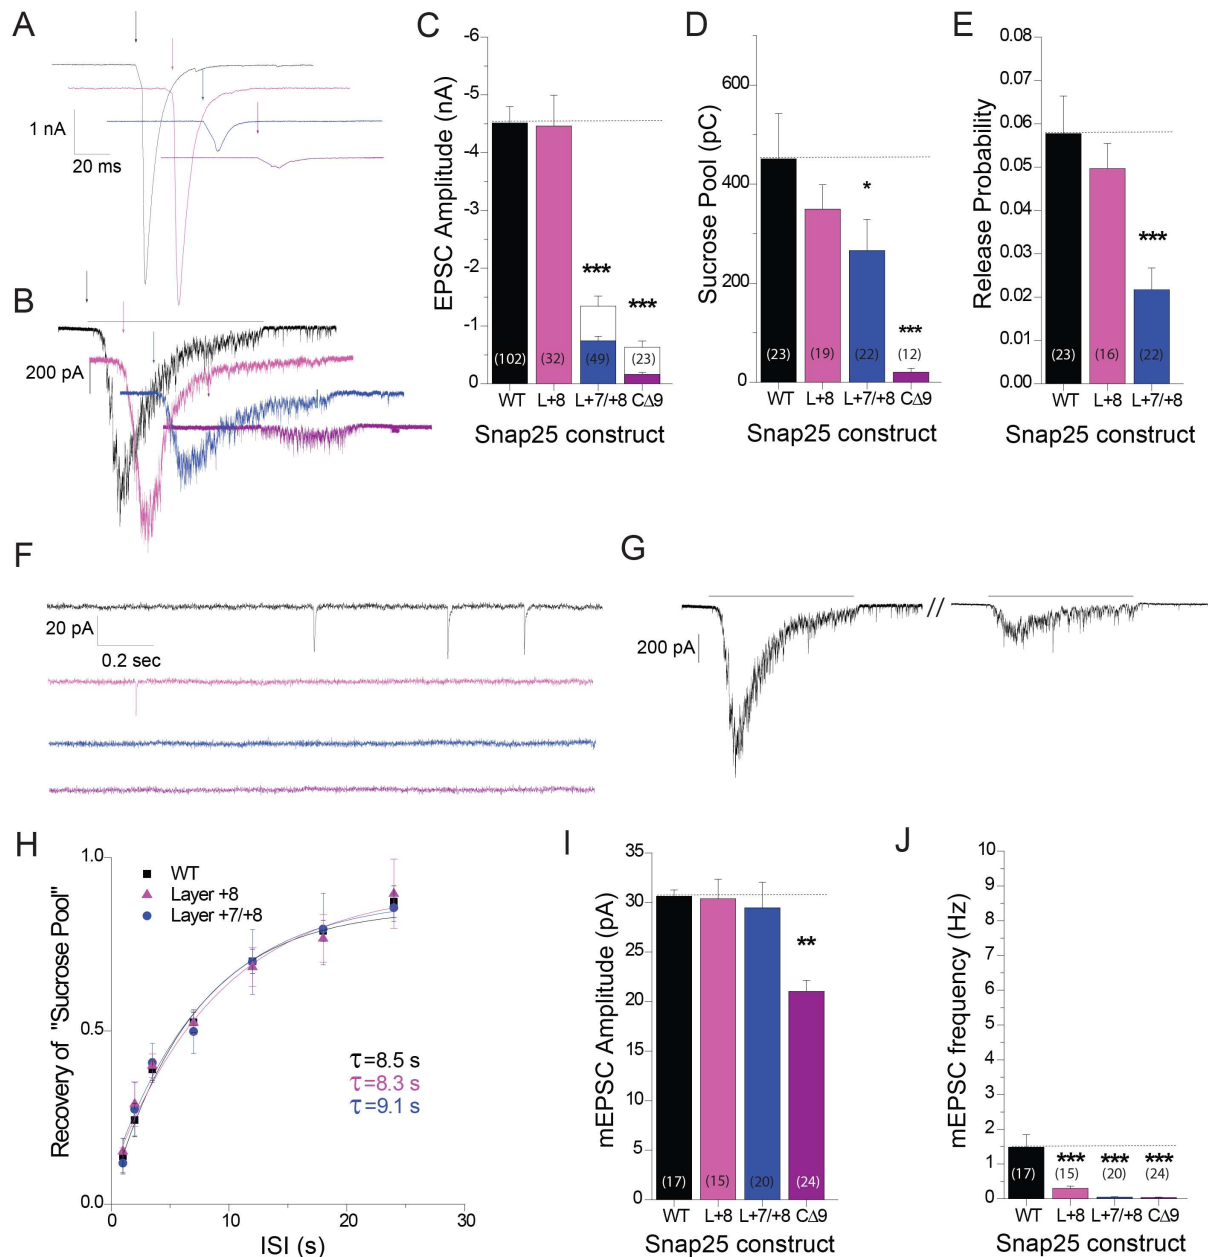 A
1 nA
20 ms
B
200 pA
C
EPSC Amplitude (nA)
-6
-5
-4
-3
-2
-1
0
***
***
(102)
(32)
(49)
(23)
WT
L+8
L+7/+8
CΔ9
Snap25 construct
D
Sucrose Pool (pC)
600
400
200
0
*
***
(23)
(19)
(22)
(12)
WT
L+8
L+7/+8
CΔ9
Snap25 construct
E
Release Probability
0.08
0.07
0.06
0.05
0.04
0.03
0.02
0.01
0.00
***
(23)
(16)
(22)
WT
L+8
L+7/+8
Snap25 construct
F
20 pA
0.2 sec
G
200 pA
//
H
Recovery of "Sucrose Pool"
1.0
0.5
0.0
WT
Layer +8
Layer +7/+8
τ=8.5 s
τ=8.3 s
τ=9.1 s
0
10
20
30
ISI (s)
I
mEPSC Amplitude (pA)
35
30
25
20
15
10
5
0
**
(17)
(15)
(20)
(24)
WT
L+8
L+7/+8
CΔ9
Snap25 construct
J
mEPSC frequency (Hz)
10
9
8
7
6
5
4
3
2
1
0
***
***
***
(17)
(15)
(20)
(24)
WT
L+8
L+7/+8
CΔ9
Snap25 construct